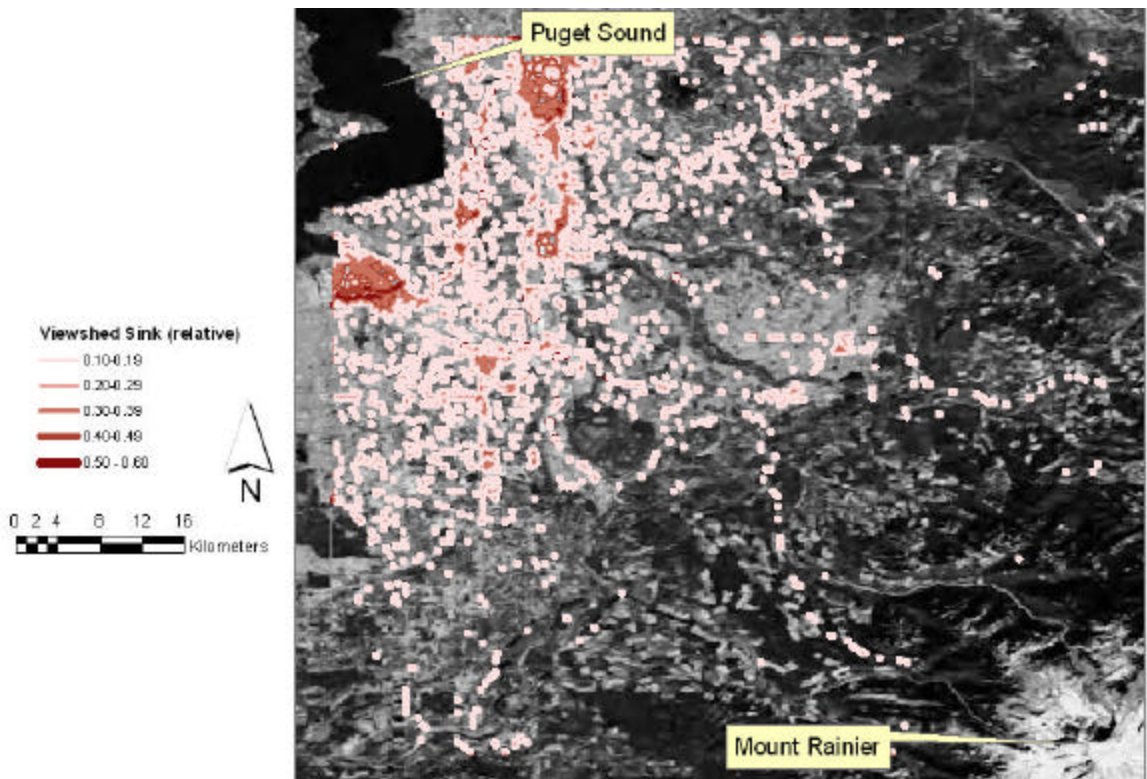 Puget Sound
Viewshed Sink (relative)
0.10-0.19
0.20-0.29
0.30-0.39
0.40-0.49
0.50 - 0.60
N
0 2 4 8 12 16
Kilometers
Mount Rainier